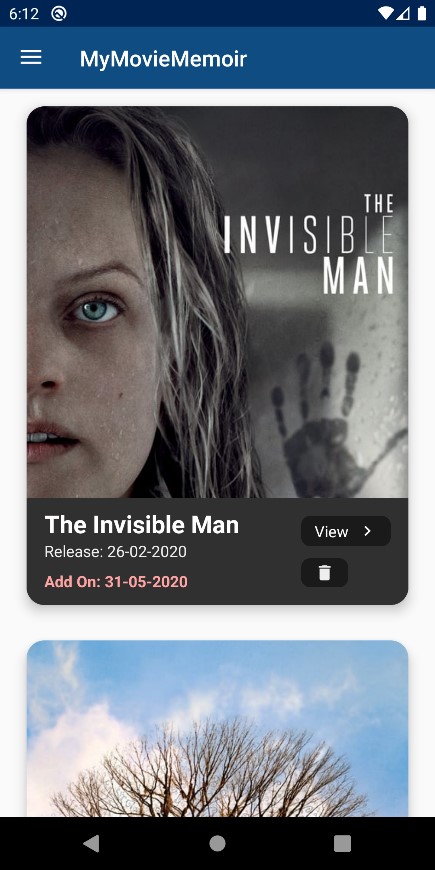 6:12
MyMovieMemoir
THE
INVISIBLE
MAN
The Invisible Man
Release: 26-02-2020
Add On: 31-05-2020
View